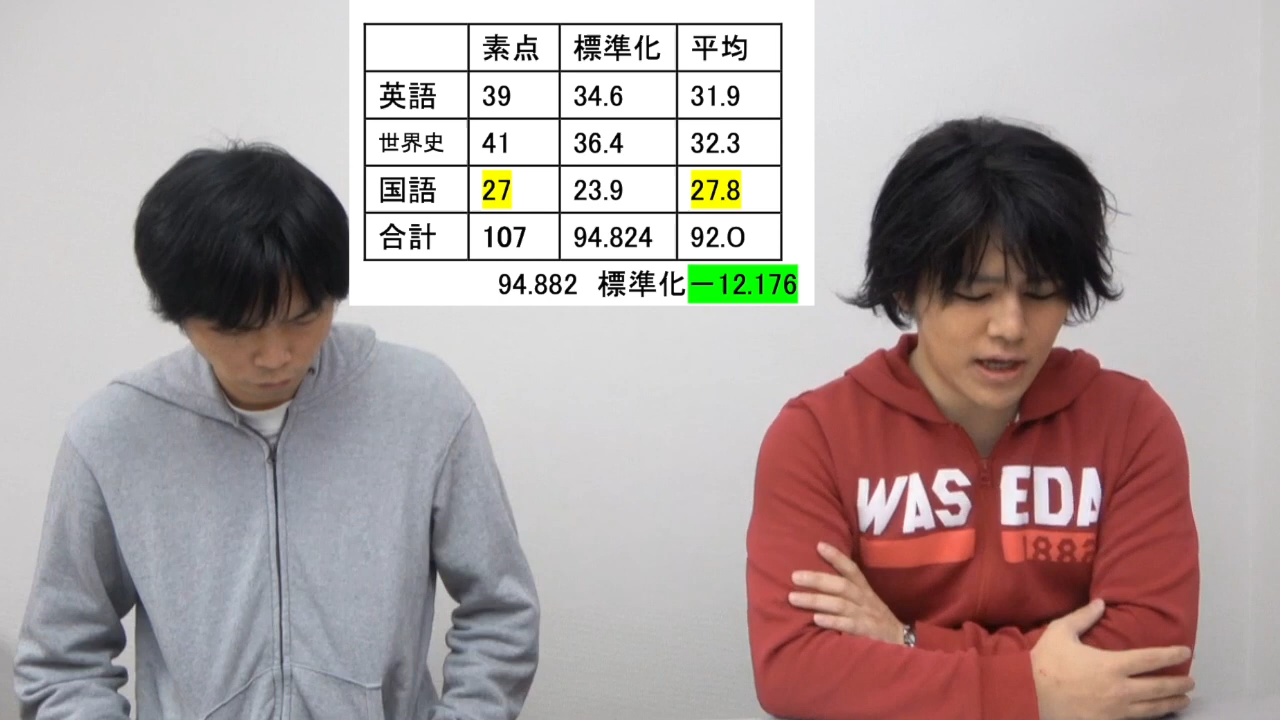 素点 標準化 平均
英語 39 34.6 31.9
世界史 41 36.4 32.3
国語 27 23.9 27.8
合計 107 94.824 92.0
94.882 標準化 －12.176
WASEDA
1882